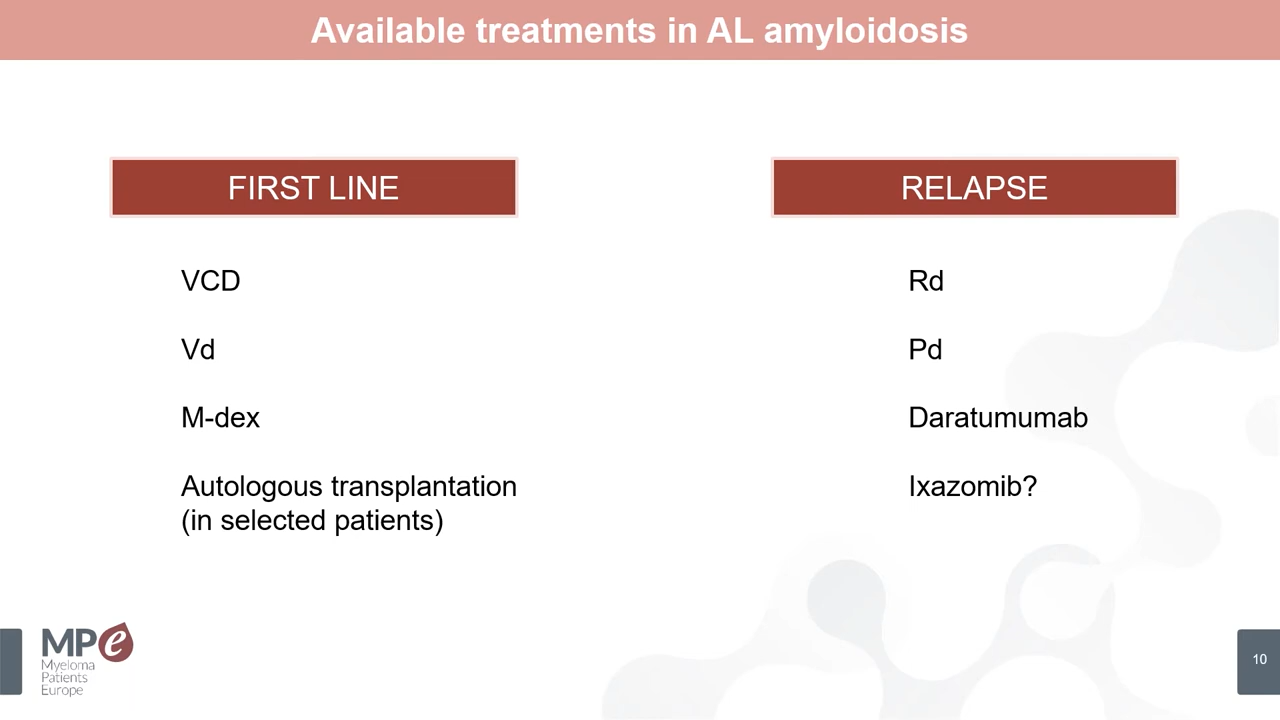 Available treatments in AL amyloidosis
FIRST LINE
VCD
Vd
M-dex
Autologous transplantation
(in selected patients)
RELAPSE
Rd
Pd
Daratumumab
Ixazomib?
MPe
Myeloma
Patients
Europe
10